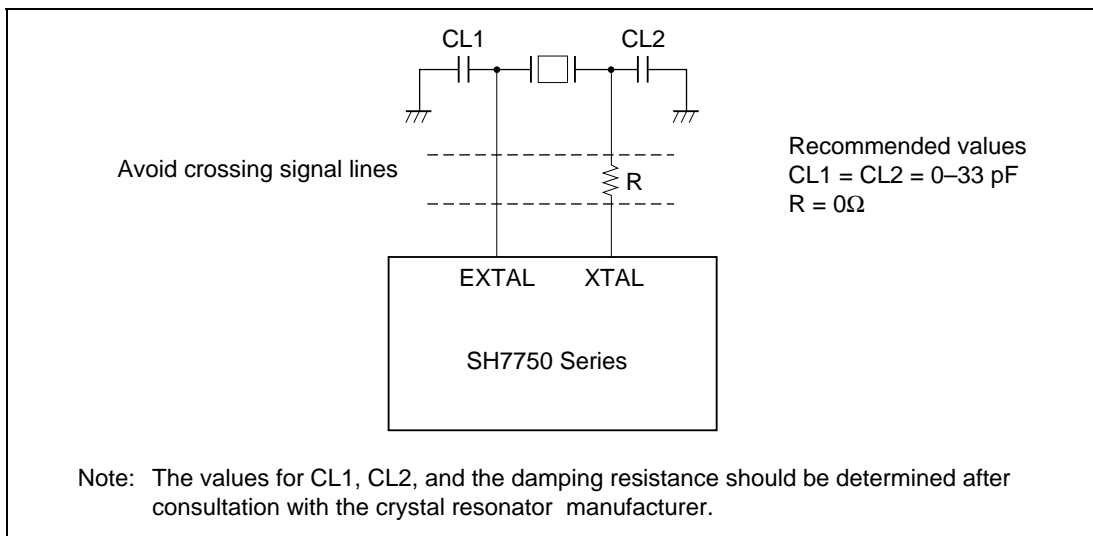 CL1
CL2
Avoid crossing signal lines
R
Recommended values
CL1 = CL2 = 0–33 pF
R = 0Ω
EXTAL
XTAL
SH7750 Series
Note: The values for CL1, CL2, and the damping resistance should be determined after
consultation with the crystal resonator manufacturer.